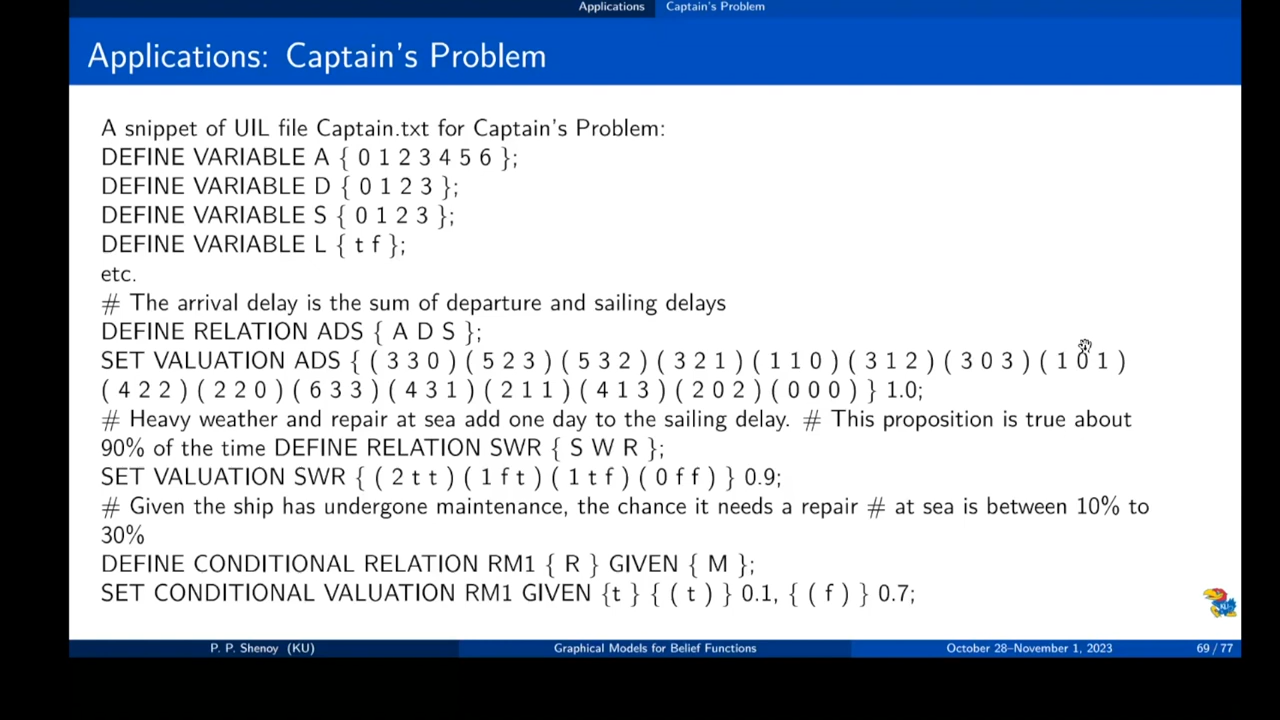 Applications Captain's Problem
Applications: Captain's Problem
A snippet of UIL file Captain.txt for Captain's Problem:
DEFINE VARIABLE A { 0 1 2 3 4 5 6 };
DEFINE VARIABLE D { 0 1 2 3 };
DEFINE VARIABLE S { 0 1 2 3 };
DEFINE VARIABLE L { t f };
etc.
# The arrival delay is the sum of departure and sailing delays
DEFINE RELATION ADS { A D S };
SET VALUATION ADS { ( 3 3 0 ) ( 5 2 3 ) ( 5 3 2 ) ( 3 2 1 ) ( 1 1 0 ) ( 3 1 2 ) ( 3 0 3 ) ( 1 0 1 )
( 4 2 2 ) ( 2 2 0 ) ( 6 3 3 ) ( 4 3 1 ) ( 2 1 1 ) ( 4 1 3 ) ( 2 0 2 ) ( 0 0 0 ) } 1.0;
# Heavy weather and repair at sea add one day to the sailing delay. # This proposition is true about
90% of the time DEFINE RELATION SWR { S W R };
SET VALUATION SWR { ( 2 t t ) ( 1 f t ) ( 1 t f ) ( 0 f f ) } 0.9;
# Given the ship has undergone maintenance, the chance it needs a repair # at sea is between 10% to
30%
DEFINE CONDITIONAL RELATION RM1 { R } GIVEN { M };
SET CONDITIONAL VALUATION RM1 GIVEN {t } { ( t ) } 0.1, { ( f ) } 0.7;
KU
P. P. Shenoy (KU) Graphical Models for Belief Functions October 28–November 1, 2023 69 / 77